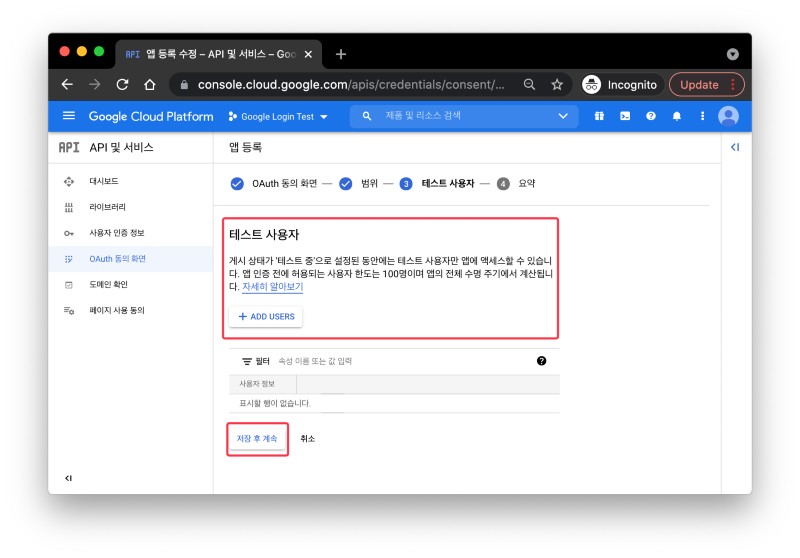 API 앱 등록 수정 – API 및 서비스 – Goo
console.cloud.google.com/apis/credentials/consent/...
Incognito
Update
Google Cloud Platform
Google Login Test
제품 및 리소스 검색
API API 및 서비스
앱 등록
대시보드
라이브러리
사용자 인증 정보
OAuth 동의 화면
도메인 확인
페이지 사용 동의
OAuth 동의 화면 — 범위 — 3 테스트 사용자 — 4 요약
테스트 사용자
게시 상태가 '테스트 중'으로 설정된 동안에는 테스트 사용자만 앱에 액세스할 수 있습니
다. 앱 인증 전에 허용되는 사용자 한도는 100명이며 앱의 전체 수명 주기에서 계산됩니
다. 자세히 알아보기
+ ADD USERS
필터 속성 이름 또는 값 입력
사용자 정보
표시할 행이 없습니다.
저장 후 계속 취소